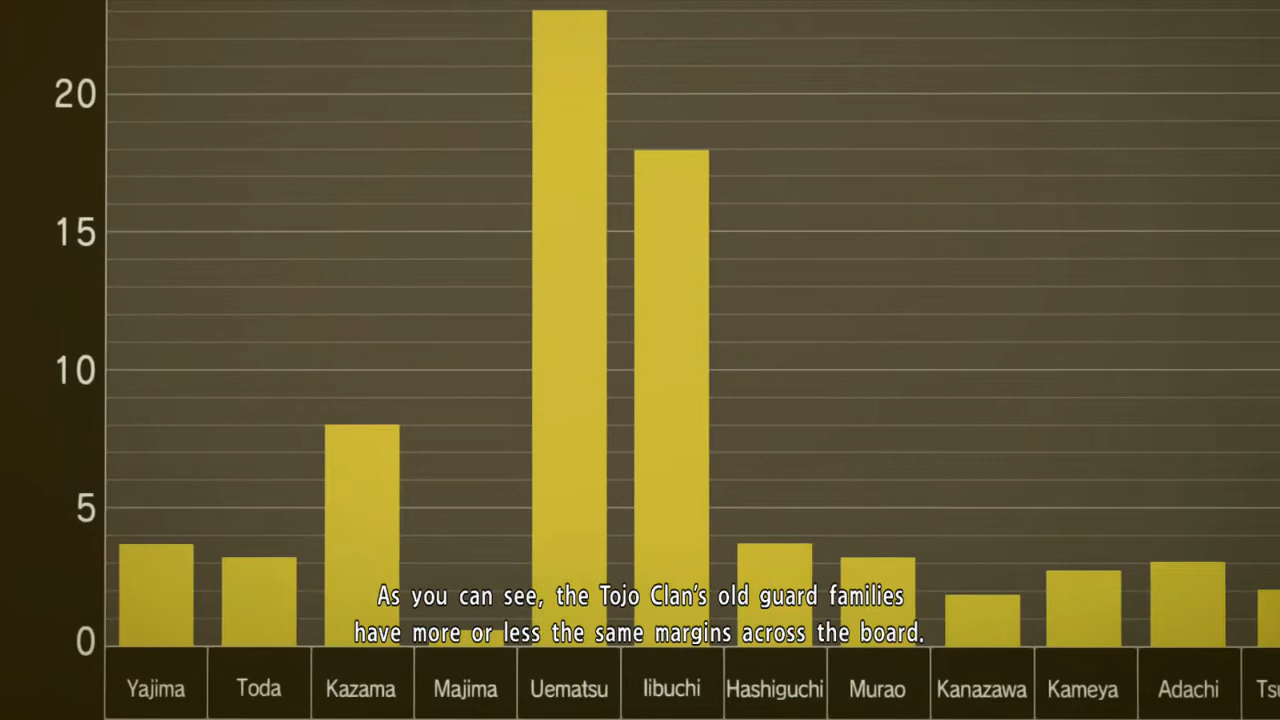 20
15
10
5
0
As you can see, the Tojo Clan's old guard families
have more or less the same margins across the board.
Yajima Toda Kazama Majima Uematsu Iibuchi Hashiguchi Murao Kanazawa Kameya Adachi Tsu